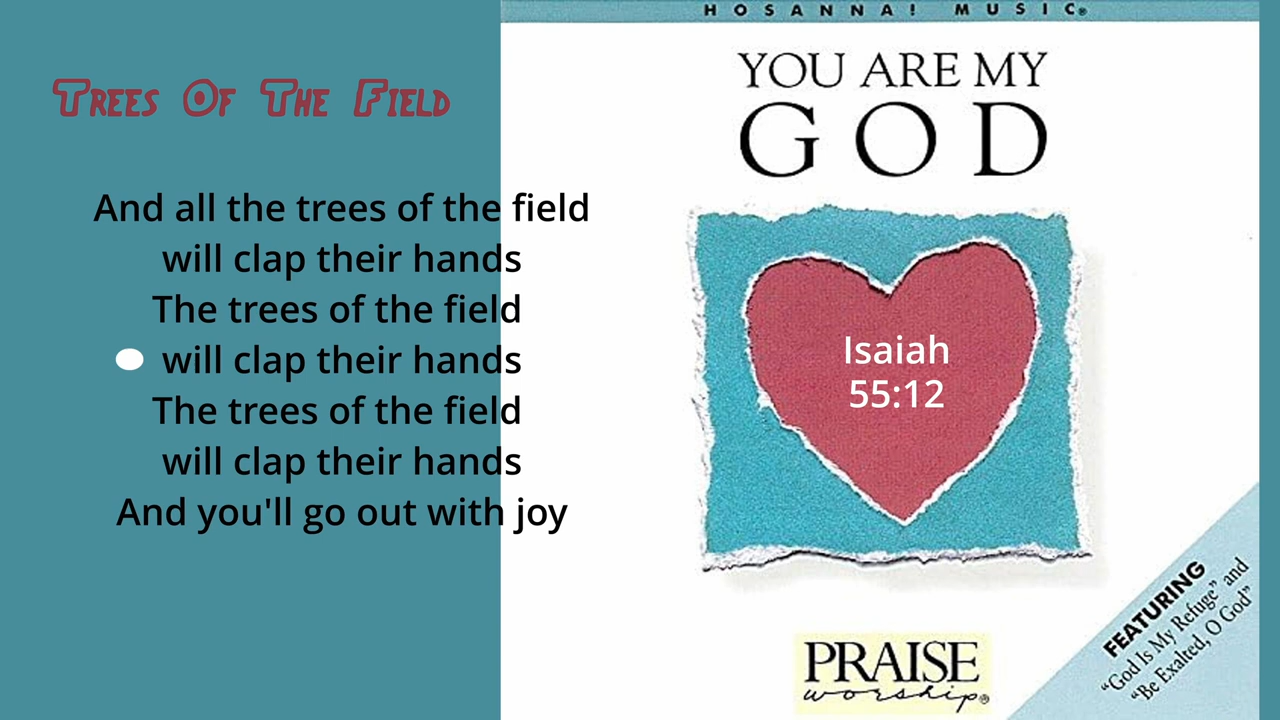 HOSANNA! MUSIC®
Trees Of The Field
YOU ARE MY
GOD
And all the trees of the field
will clap their hands
The trees of the field
will clap their hands
The trees of the field
will clap their hands
And you'll go out with joy
Isaiah
55:12
FEATURING
“God Is My Refuge” and
“Be Exalted, O God”
PRAISE
worship®